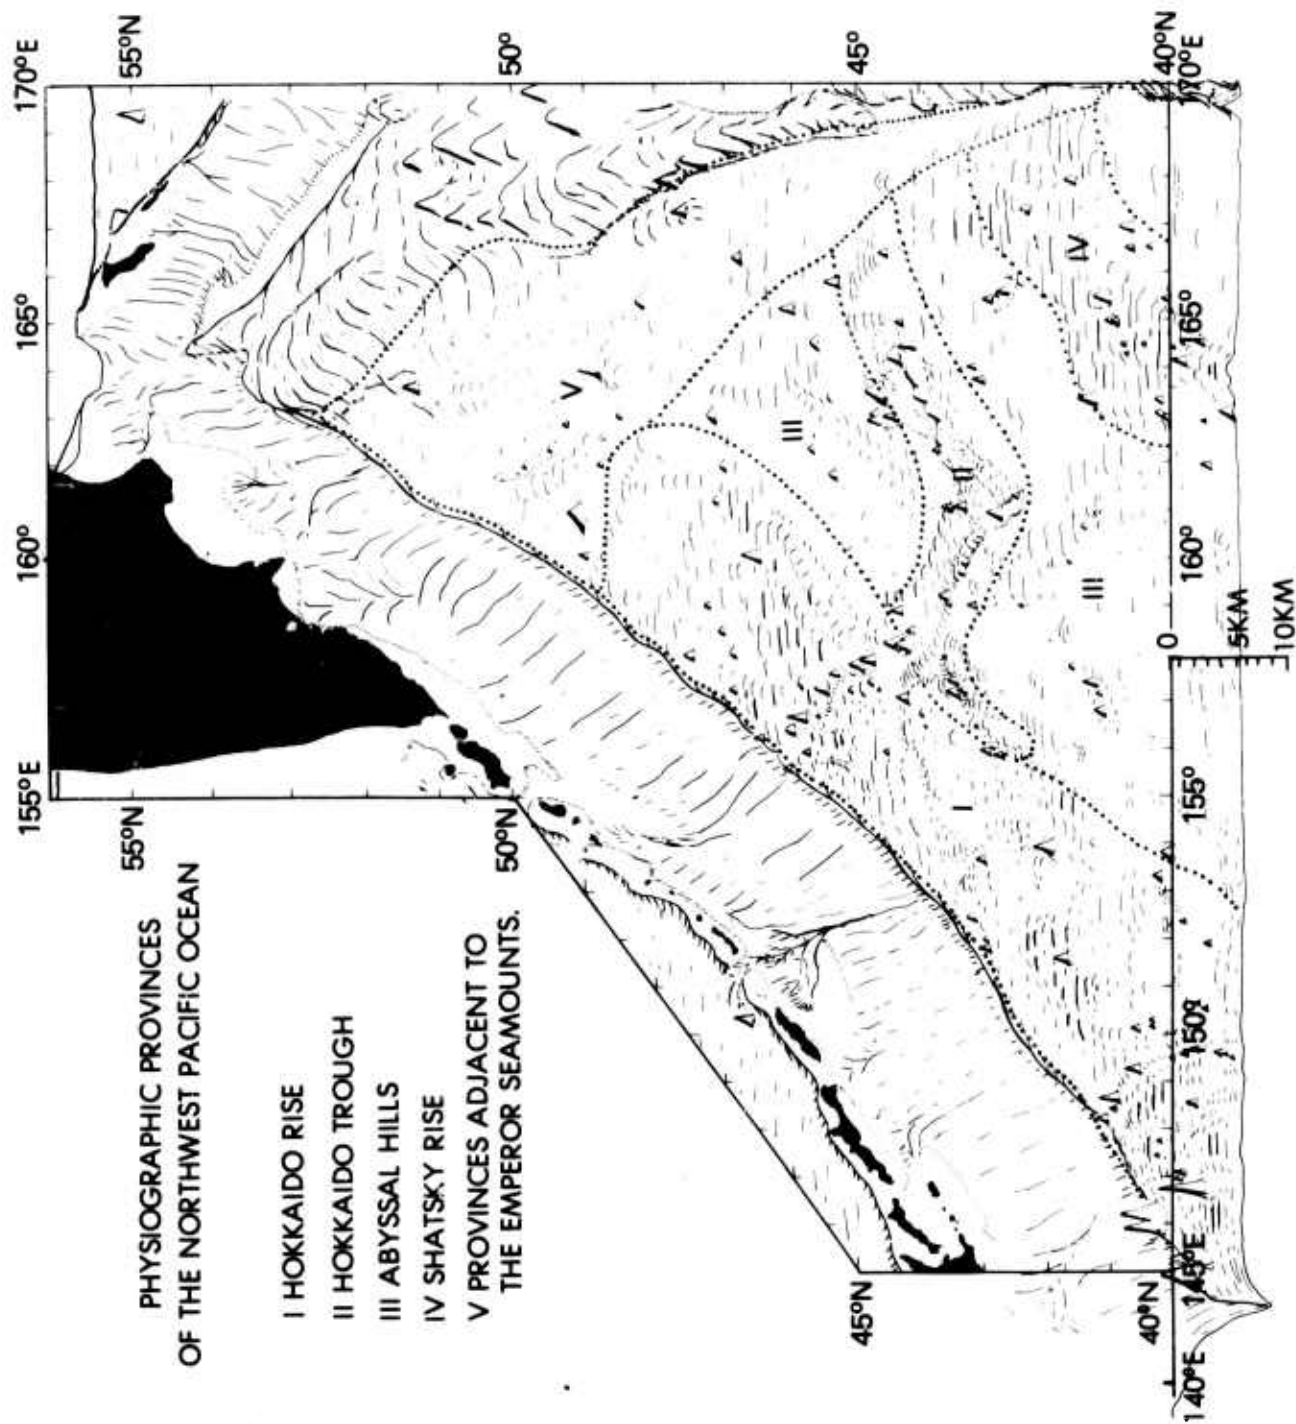 PHYSIOGRAPHIC PROVINCES
OF THE NORTHWEST PACIFIC OCEAN
I HOKKAIDO RISE
II HOKKAIDO TROUGH
III ABYSSAL HILLS
IV SHATSKY RISE
V PROVINCES ADJACENT TO
THE EMPEROR SEAMOUNTS.
155°E
160°
165°
170°E
55°N
55°N
50°N
50°
45°N
45°
40°N
40°N
V
III
II
IV
I
III
140°E
145°E
150°
155°
160°
165°
170°E
0
5KM
10KM